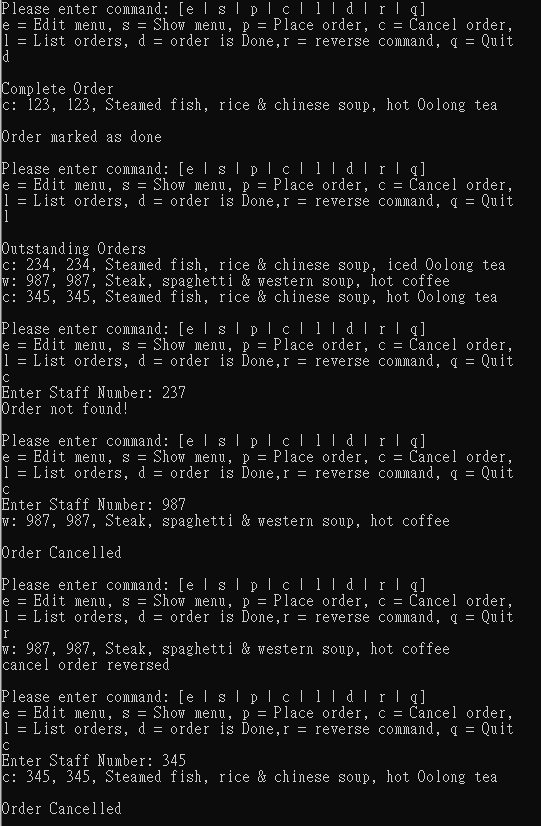 Please enter command: [e | s | p | c | l | d | r | q]
e = Edit menu, s = Show menu, p = Place order, c = Cancel order,
l = List orders, d = order is Done,r = reverse command, q = Quit
d
Complete Order
c: 123, 123, Steamed fish, rice & chinese soup, hot Oolong tea
Order marked as done
Please enter command: [e | s | p | c | l | d | r | q]
e = Edit menu, s = Show menu, p = Place order, c = Cancel order,
l = List orders, d = order is Done,r = reverse command, q = Quit
l
Outstanding Orders
c: 234, 234, Steamed fish, rice & chinese soup, iced Oolong tea
w: 987, 987, Steak, spaghetti & western soup, hot coffee
c: 345, 345, Steamed fish, rice & chinese soup, hot Oolong tea
Please enter command: [e | s | p | c | l | d | r | q]
e = Edit menu, s = Show menu, p = Place order, c = Cancel order,
l = List orders, d = order is Done,r = reverse command, q = Quit
c
Enter Staff Number: 237
Order not found!
Please enter command: [e | s | p | c | l | d | r | q]
e = Edit menu, s = Show menu, p = Place order, c = Cancel order,
l = List orders, d = order is Done,r = reverse command, q = Quit
c
Enter Staff Number: 987
w: 987, 987, Steak, spaghetti & western soup, hot coffee
Order Cancelled
Please enter command: [e | s | p | c | l | d | r | q]
e = Edit menu, s = Show menu, p = Place order, c = Cancel order,
l = List orders, d = order is Done,r = reverse command, q = Quit
r
w: 987, 987, Steak, spaghetti & western soup, hot coffee
cancel order reversed
Please enter command: [e | s | p | c | l | d | r | q]
e = Edit menu, s = Show menu, p = Place order, c = Cancel order,
l = List orders, d = order is Done,r = reverse command, q = Quit
c
Enter Staff Number: 345
c: 345, 345, Steamed fish, rice & chinese soup, hot Oolong tea
Order Cancelled